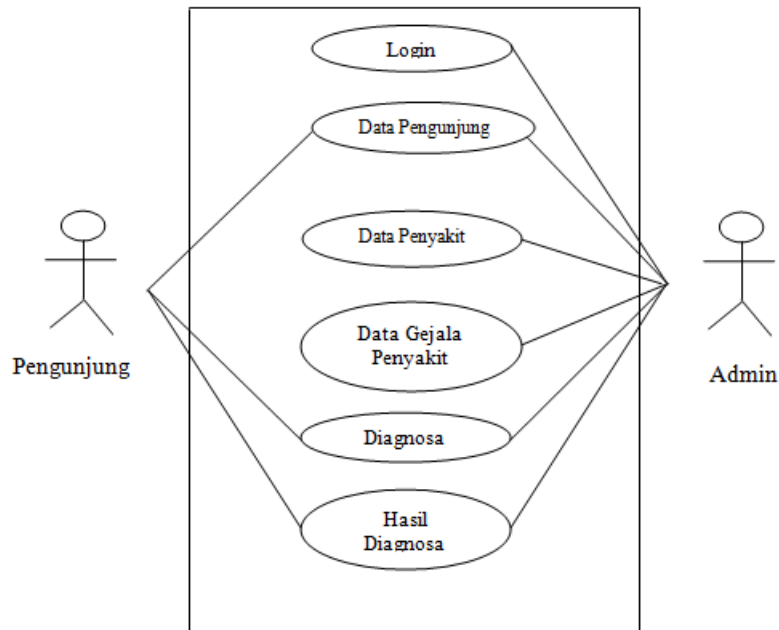 Login
Data Pengunjung
Data Penyakit
Data Gejala
Penyakit
Pengunjung
Admin
Diagnosa
Hasil
Diagnosa